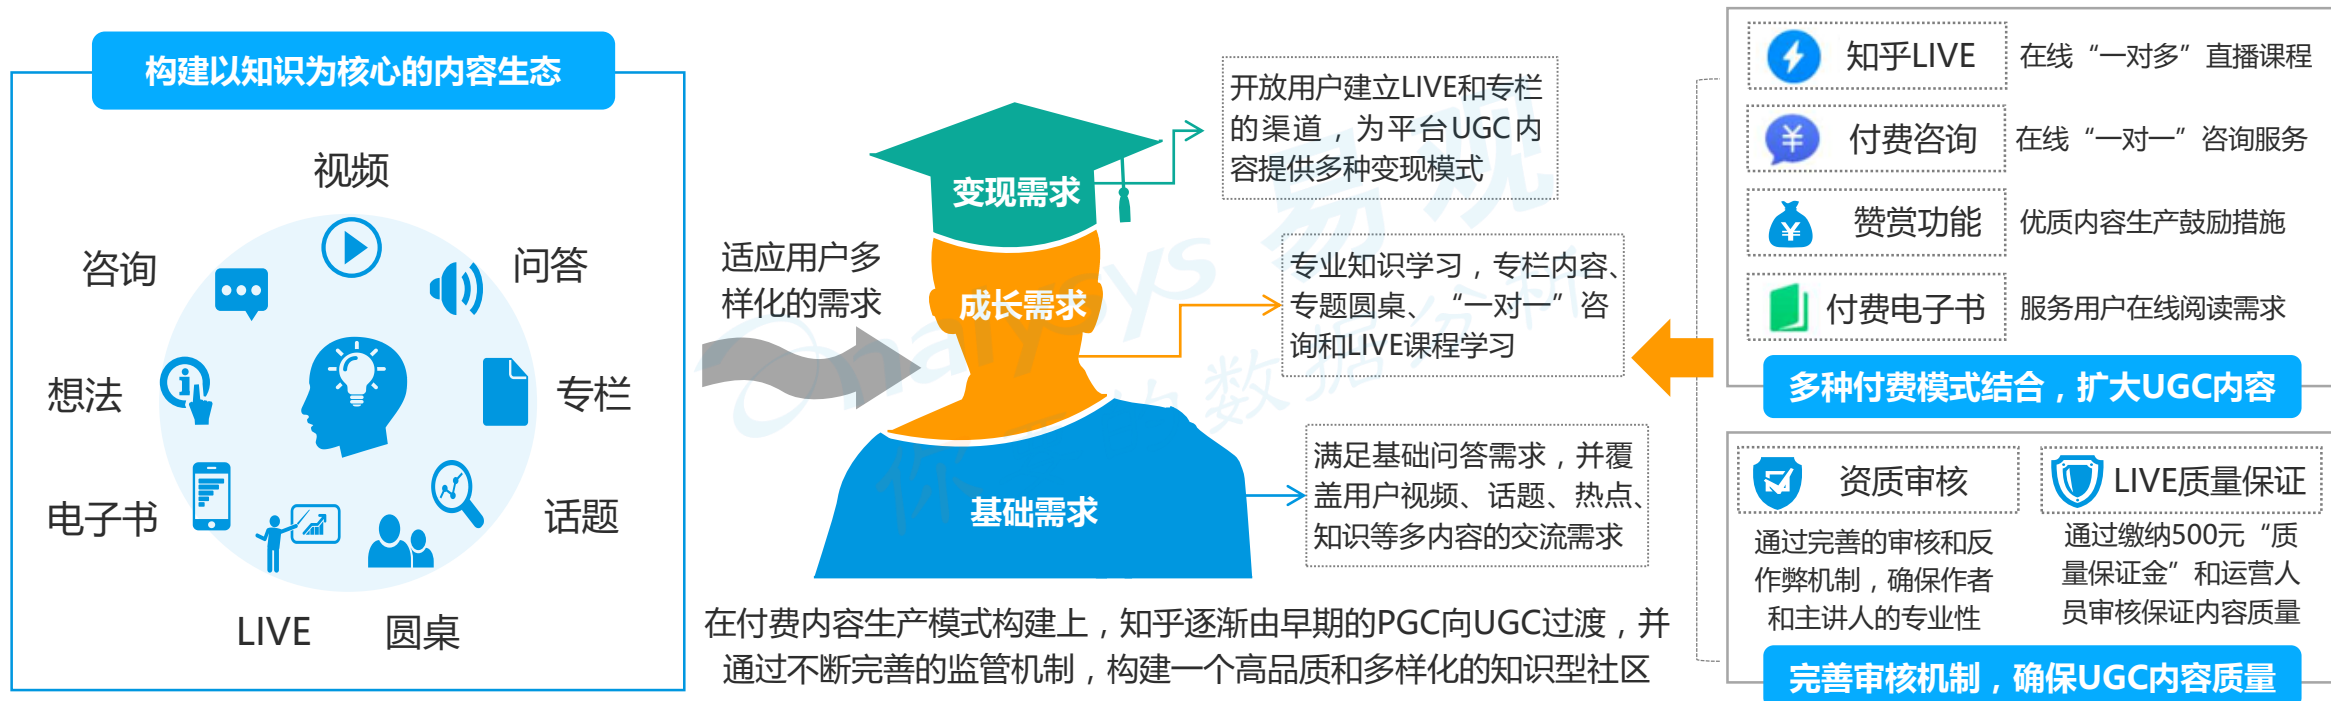 构建以知识为核心的内容生态
视频
咨询
问答
想法
专栏
电子书
话题
LIVE
圆桌
适应用户多
样化的需求
变现需求
成长需求
基础需求
开放用户建立LIVE和专栏
的渠道，为平台UGC内
容提供多种变现模式
专业知识学习，专栏内容、
专题圆桌、“一对一”咨
询和LIVE课程学习
满足基础问答需求，并覆
盖用户视频、话题、热点、
知识等多内容的交流需求
在付费内容生产模式构建上，知乎逐渐由早期的PGC向UGC过渡，并
通过不断完善的监管机制，构建一个高品质和多样化的知识型社区
知乎LIVE
在线“一对多”直播课程
付费咨询
在线“一对一”咨询服务
赞赏功能
优质内容生产鼓励措施
付费电子书
服务用户在线阅读需求
多种付费模式结合，扩大UGC内容
资质审核
通过完善的审核和反
作弊机制，确保作者
和主讲人的专业性
LIVE质量保证
通过缴纳500元“质
量保证金”和运营人
员审核保证内容质量
完善审核机制，确保UGC内容质量
analysys 易观